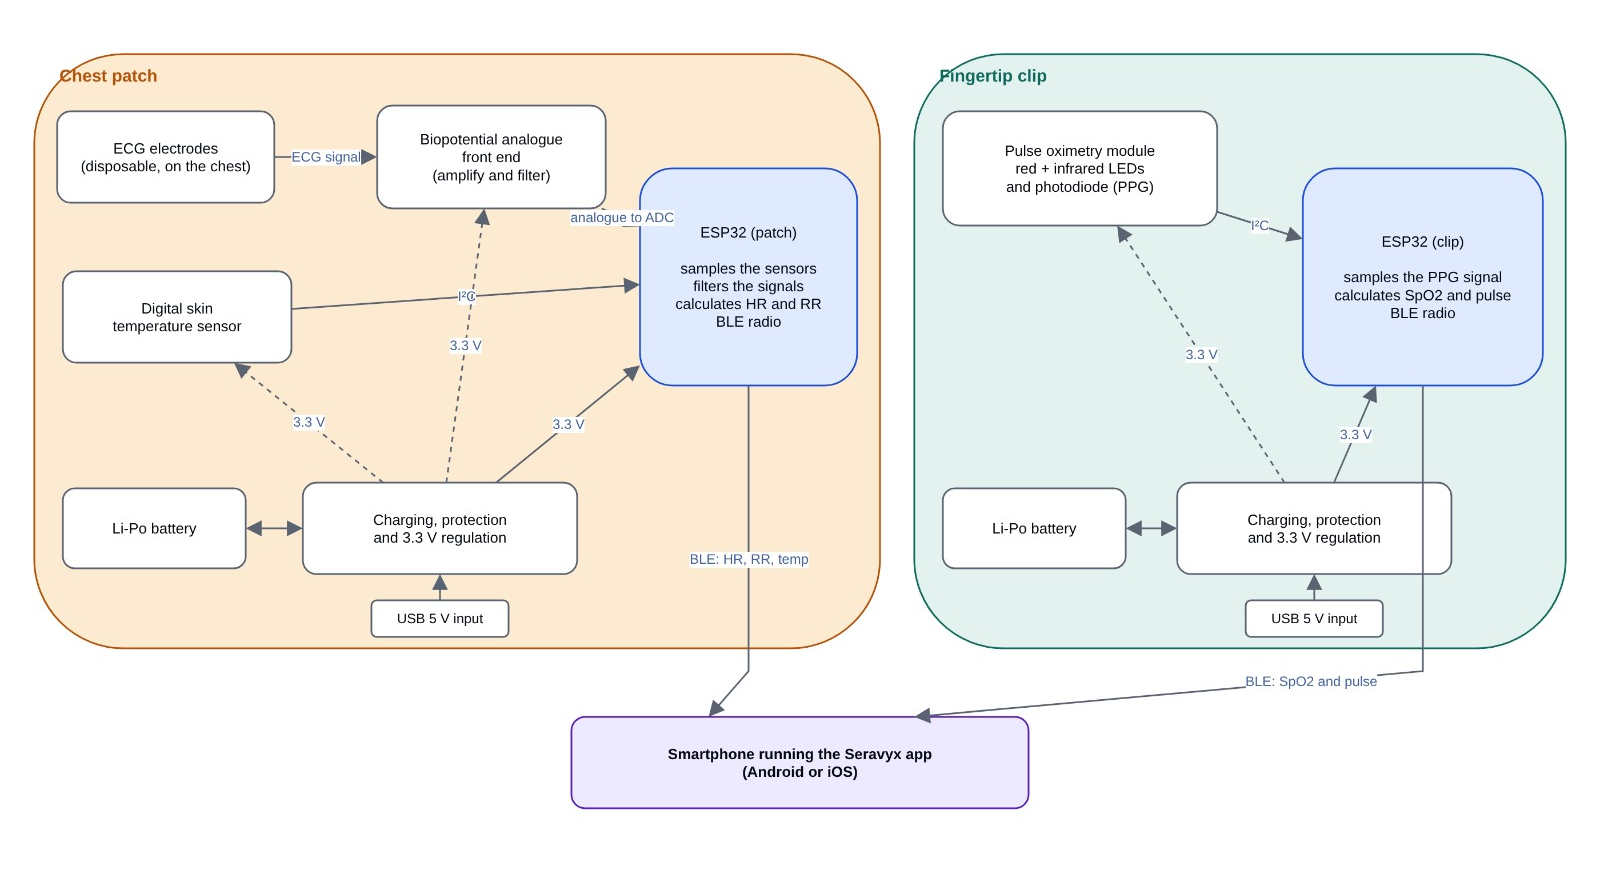 Chest patch
ECG electrodes
(disposable, on the chest)
ECG signal
Biopotential analogue
front end
(amplify and filter)
analogue to ADC
ESP32 (patch)
samples the sensors
filters the signals
calculates HR and RR
BLE radio
Digital skin
temperature sensor
I²C
3.3 V
3.3 V
3.3 V
Li-Po battery
Charging, protection
and 3.3 V regulation
USB 5 V input
BLE: HR, RR, temp
Fingertip clip
Pulse oximetry module
red + infrared LEDs
and photodiode (PPG)
I²C
ESP32 (clip)
samples the PPG signal
calculates SpO2 and pulse
BLE radio
3.3 V
3.3 V
Li-Po battery
Charging, protection
and 3.3 V regulation
USB 5 V input
BLE: SpO2 and pulse
Smartphone running the Seravyx app
(Android or iOS)